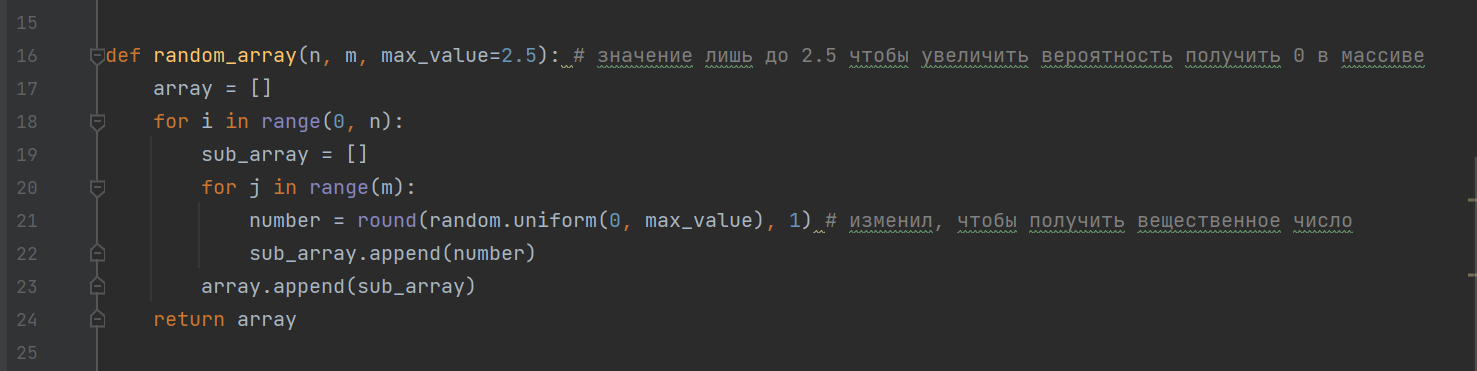 15
16 def random_array(n, m, max_value=2.5): # значение лишь до 2.5 чтобы увеличить вероятность получить 0 в массиве
17     array = []
18     for i in range(0, n):
19         sub_array = []
20         for j in range(m):
21             number = round(random.uniform(0, max_value), 1) # изменил, чтобы получить вещественное число
22             sub_array.append(number)
23         array.append(sub_array)
24     return array
25